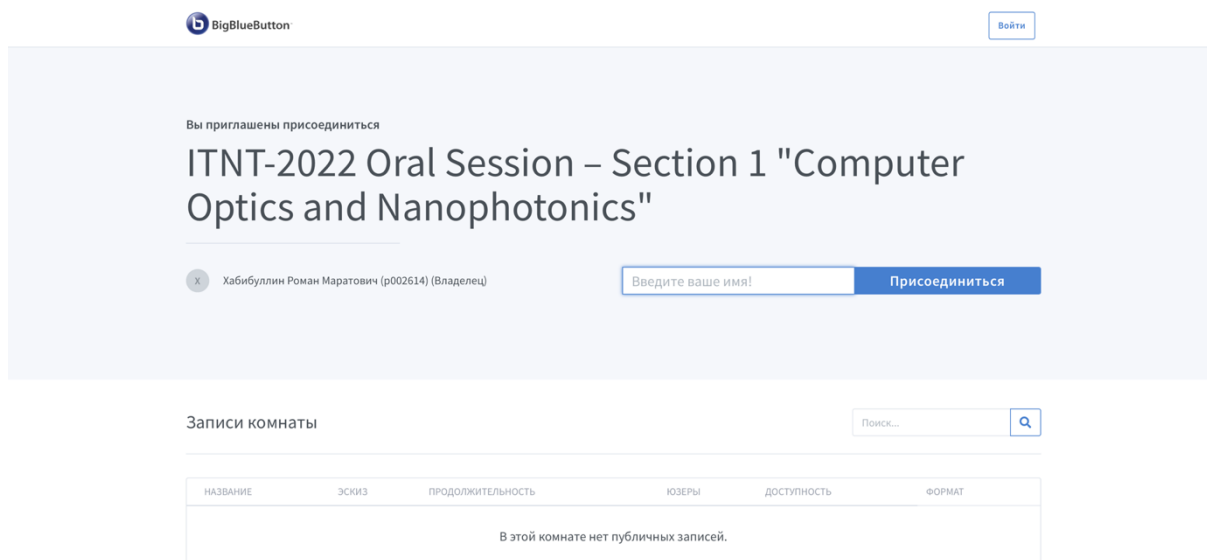 BigBlueButton
Войти
Вы приглашены присоединиться
ITNT-2022 Oral Session – Section 1 "Computer
Optics and Nanophotonics"
Х Хабибуллин Роман Маратович (p002614) (Владелец)
Введите ваше имя! Присоединиться
Записи комнаты
Поиск...
НАЗВАНИЕ ЭСКИЗ ПРОДОЛЖИТЕЛЬНОСТЬ ЮЗЕРЫ ДОСТУПНОСТЬ ФОРМАТ
В этой комнате нет публичных записей.